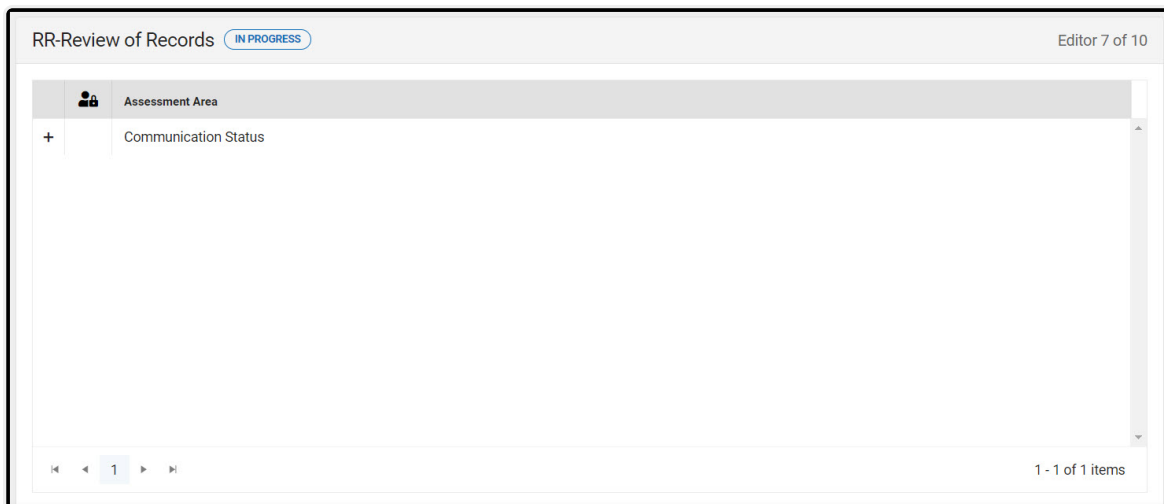 RR-Review of Records IN PROGRESS Editor 7 of 10
Assessment Area
+ Communication Status
1 1 - 1 of 1 items